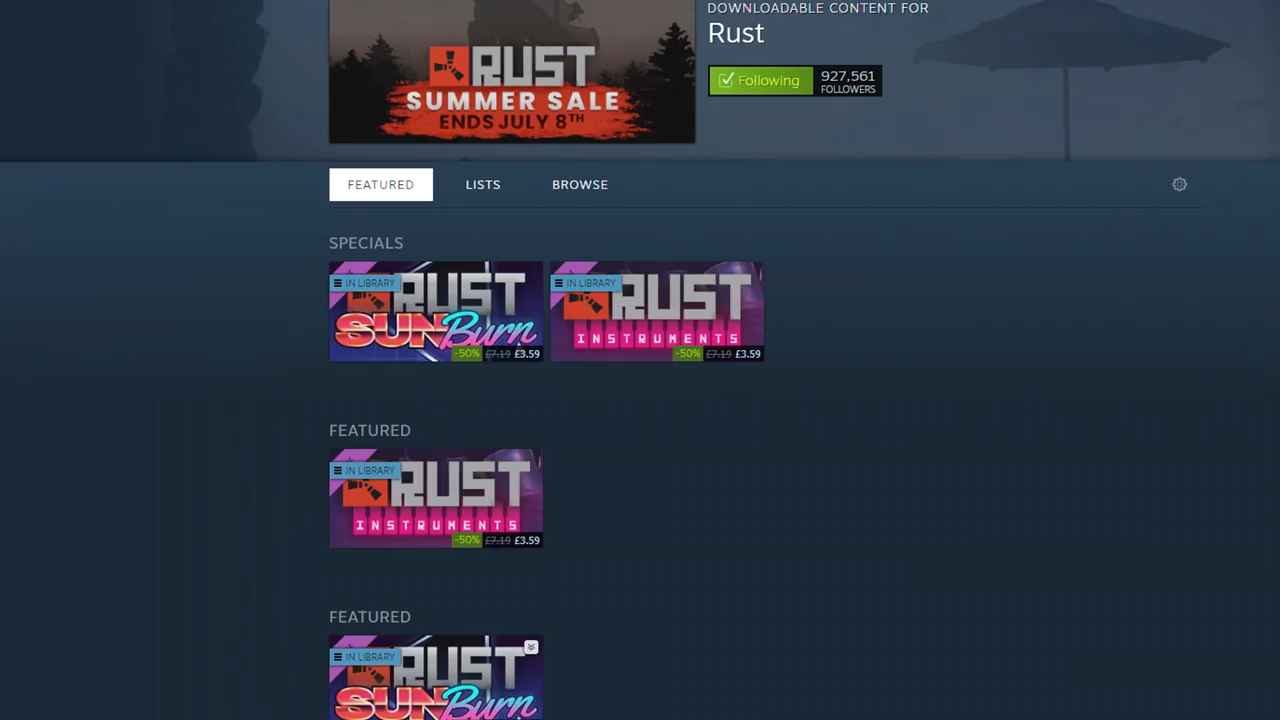 DOWNLOADABLE CONTENT FOR
Rust
Following
927,561
FOLLOWERS
RUST
SUMMER SALE
ENDS JULY 8TH
FEATURED
LISTS
BROWSE
SPECIALS
IN LIBRARY
RUST
SUNBurn
-50% £7.19 £3.59
IN LIBRARY
RUST
INSTRUMENTS
-50% £7.19 £3.59
FEATURED
IN LIBRARY
RUST
INSTRUMENTS
-50% £7.19 £3.59
FEATURED
IN LIBRARY
RUST
SUNBurn